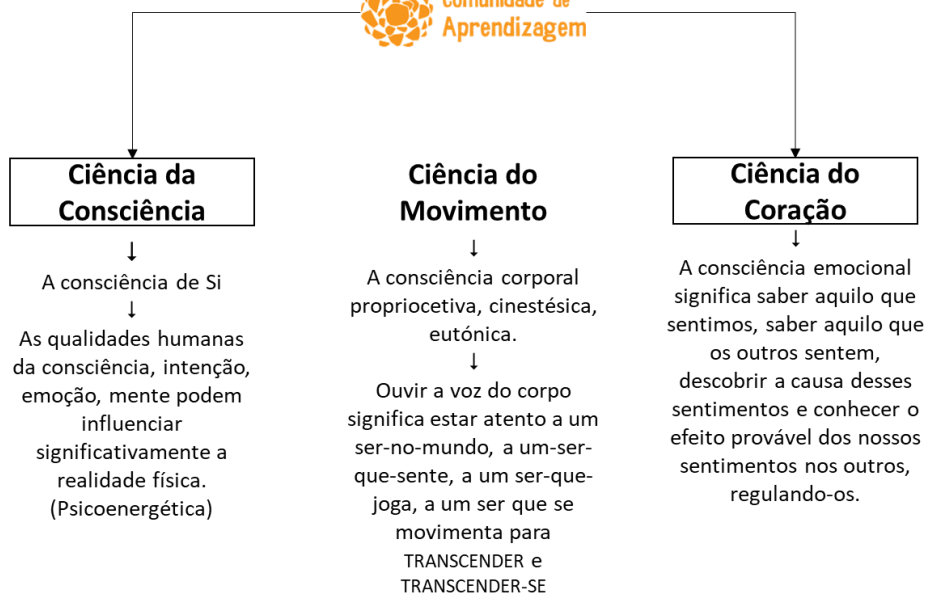 Comunidade de
Aprendizagem
Ciência da
Consciência
↓
A consciência de Si
↓
As qualidades humanas
da consciência, intenção,
emoção, mente podem
influenciar
significativamente a
realidade física.
(Psicoenergética)
Ciência do
Movimento
↓
A consciência corporal
propriocetiva, cinestésica,
eutónica.
↓
Ouvir a voz do corpo
significa estar atento a um
ser-no-mundo, a um-ser-
que-sente, a um ser-que-
joga, a um ser que se
movimenta para
TRANSCENDER e
TRANSCENDER-SE
Ciência do
Coração
↓
A consciência emocional
significa saber aquilo que
sentimos, saber aquilo que
os outros sentem,
descobrir a causa desses
sentimentos e conhecer o
efeito provável dos nossos
sentimentos nos outros,
regulando-os.